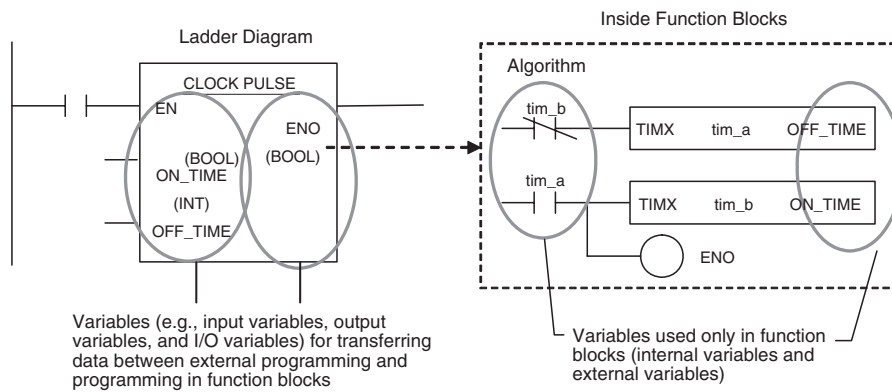 Ladder Diagram
CLOCK PULSE
EN
ENO
(BOOL)
(BOOL)
ON_TIME
(INT)
OFF_TIME
Variables (e.g., input variables, output
variables, and I/O variables) for transferring
data between external programming and
programming in function blocks
Inside Function Blocks
Algorithm
tim_b
TIMX tim_a OFF_TIME
tim_a
TIMX tim_b ON_TIME
ENO
Variables used only in function
blocks (internal variables and
external variables)